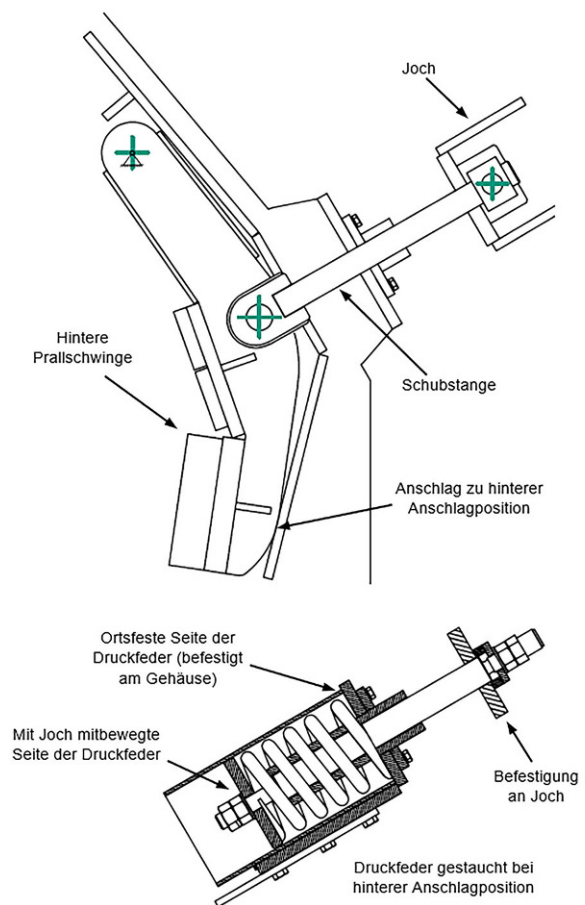 Joch
Hintere
Prallschwinge
Schubstange
Anschlag zu hinterer
Anschlagposition
Ortsfeste Seite der
Druckfeder (befestigt
am Gehäuse)
Mit Joch mitbewegte
Seite der Druckfeder
Befestigung
an Joch
Druckfeder gestaucht bei
hinterer Anschlagposition